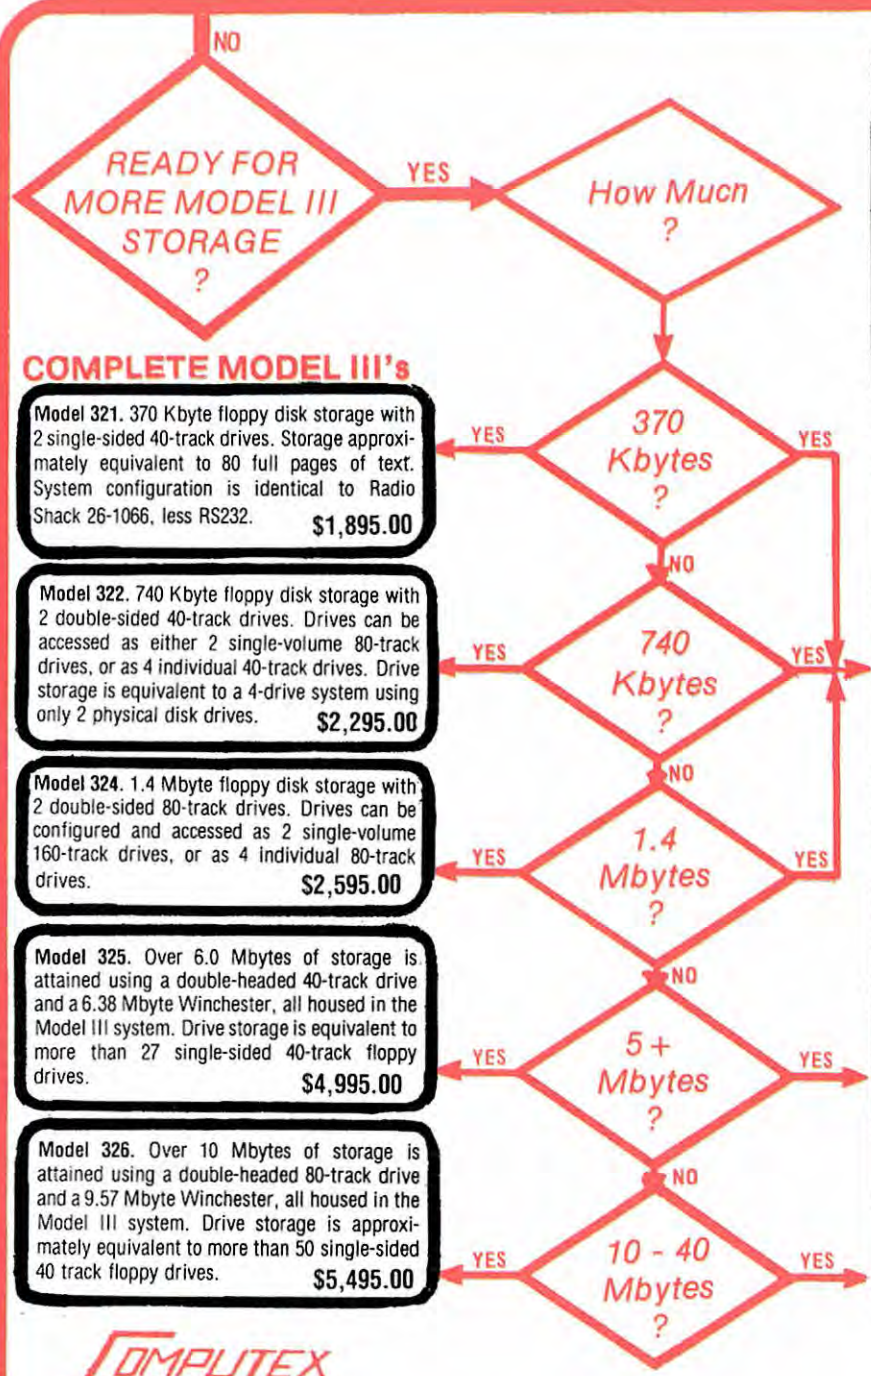 NO
READY FOR
MORE MODEL III
STORAGE
?
YES
How Mucn
?
COMPLETE MODEL III's
Model 321. 370 Kbyte floppy disk storage with
2 single-sided 40-track drives. Storage approxi-
mately equivalent to 80 full pages of text.
System configuration is identical to Radio
Shack 26-1066, less RS232. $1,895.00
YES
370
Kbytes
?
YES
NO
Model 322. 740 Kbyte floppy disk storage with
2 double-sided 40-track drives. Drives can be
accessed as either 2 single-volume 80-track
drives, or as 4 individual 40-track drives. Drive
storage is equivalent to a 4-drive system using
only 2 physical disk drives. $2,295.00
YES
740
Kbytes
?
YES
NO
Model 324. 1.4 Mbyte floppy disk storage with
2 double-sided 80-track drives. Drives can be
configured and accessed as 2 single-volume
160-track drives, or as 4 individual 80-track
drives. $2,595.00
YES
1.4
Mbytes
?
YES
NO
Model 325. Over 6.0 Mbytes of storage is
attained using a double-headed 40-track drive
and a 6.38 Mbyte Winchester, all housed in the
Model III system. Drive storage is equivalent to
more than 27 single-sided 40-track floppy
drives. $4,995.00
YES
5+
Mbytes
?
YES
NO
Model 326. Over 10 Mbytes of storage is
attained using a double-headed 80-track drive
and a 9.57 Mbyte Winchester, all housed in the
Model III system. Drive storage is approxi-
mately equivalent to more than 50 single-sided
40 track floppy drives. $5,495.00
YES
10 - 40
Mbytes
?
YES
COMPUTEX